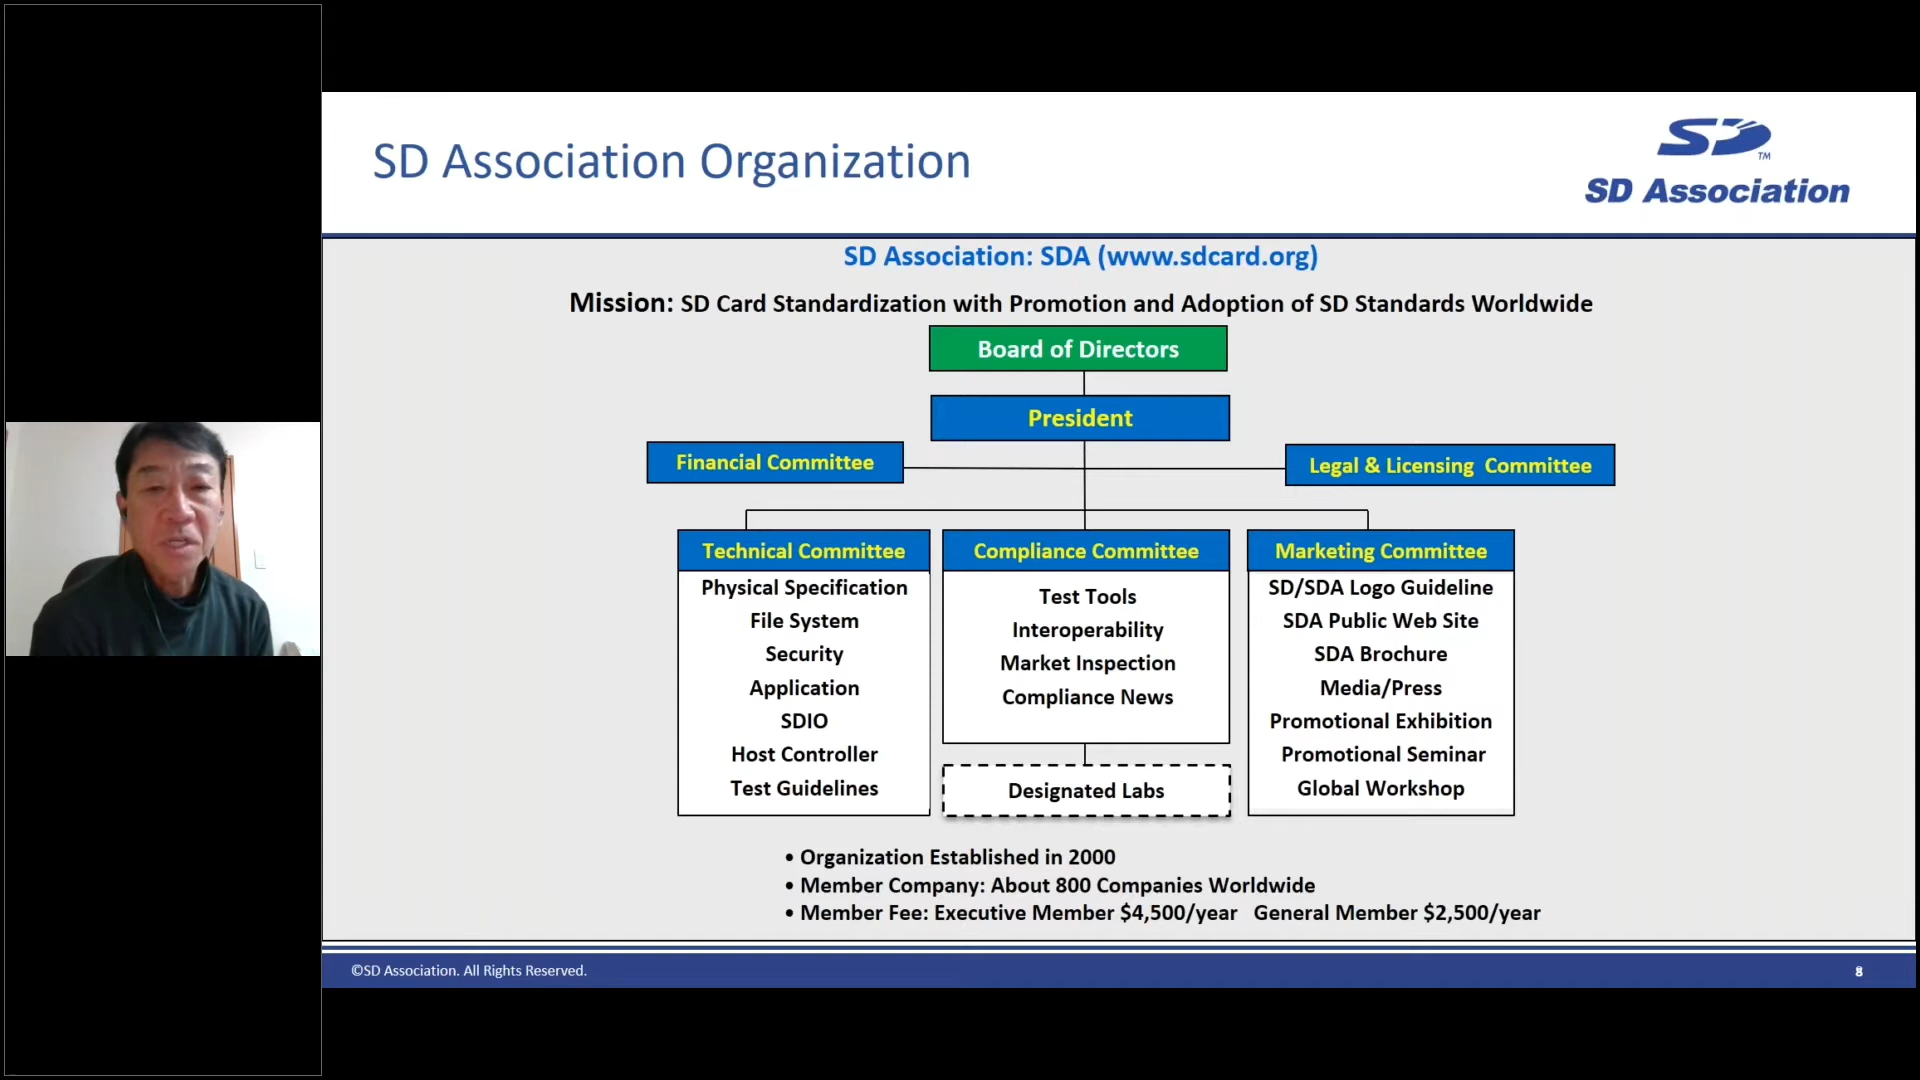 SD Association Organization
SD
TM
SD Association
SD Association: SDA (www.sdcard.org)
Mission: SD Card Standardization with Promotion and Adoption of SD Standards Worldwide
Board of Directors
President
Financial Committee
Legal & Licensing Committee
Technical Committee
Physical Specification
File System
Security
Application
SDIO
Host Controller
Test Guidelines
Compliance Committee
Test Tools
Interoperability
Market Inspection
Compliance News
Designated Labs
Marketing Committee
SD/SDA Logo Guideline
SDA Public Web Site
SDA Brochure
Media/Press
Promotional Exhibition
Promotional Seminar
Global Workshop
• Organization Established in 2000
• Member Company: About 800 Companies Worldwide
• Member Fee: Executive Member $4,500/year General Member $2,500/year
©SD Association. All Rights Reserved.
8